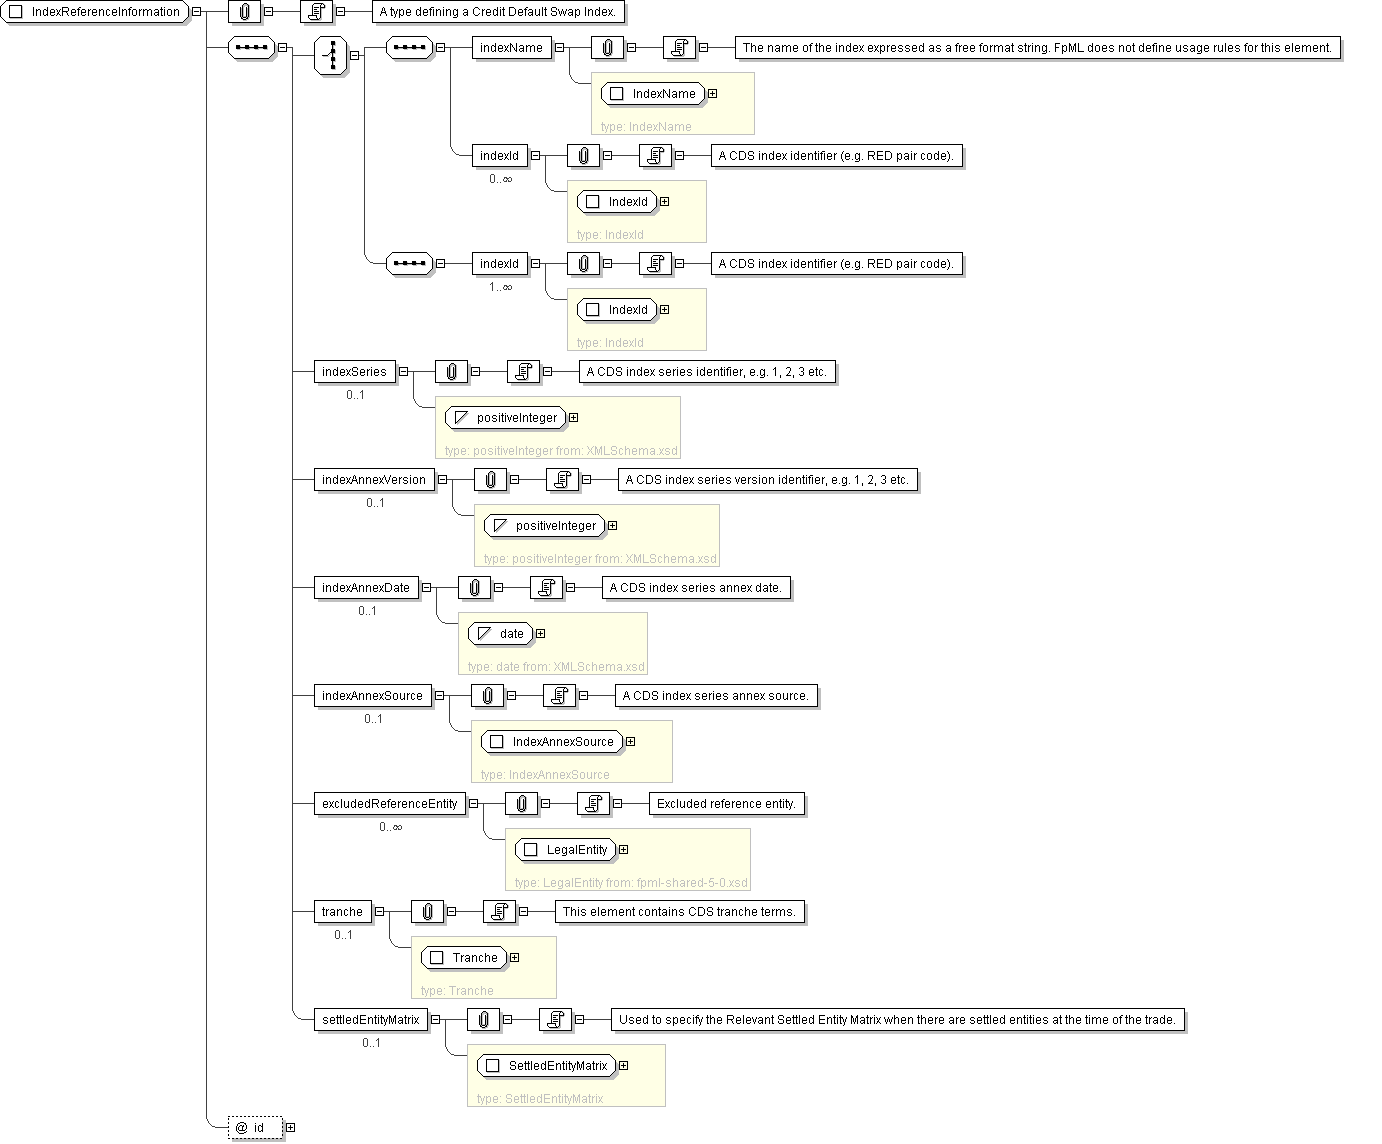 IndexReferenceInformation
A type defining a Credit Default Swap Index.
indexName
The name of the index expressed as a free format string. FpML does not define usage rules for this element.
IndexName
type: IndexName
indexId
A CDS index identifier (e.g. RED pair code).
0..∞
IndexId
type: IndexId
indexId
A CDS index identifier (e.g. RED pair code).
1..∞
IndexId
type: IndexId
indexSeries
A CDS index series identifier, e.g. 1, 2, 3 etc.
0..1
positiveInteger
type: positiveInteger from: XMLSchema.xsd
indexAnnexVersion
A CDS index series version identifier, e.g. 1, 2, 3 etc.
0..1
positiveInteger
type: positiveInteger from: XMLSchema.xsd
indexAnnexDate
A CDS index series annex date.
0..1
date
type: date from: XMLSchema.xsd
indexAnnexSource
A CDS index series annex source.
0..1
IndexAnnexSource
type: IndexAnnexSource
excludedReferenceEntity
Excluded reference entity.
0..∞
LegalEntity
type: LegalEntity from: fpml-shared-5-0.xsd
tranche
This element contains CDS tranche terms.
0..1
Tranche
type: Tranche
settledEntityMatrix
Used to specify the Relevant Settled Entity Matrix when there are settled entities at the time of the trade.
0..1
SettledEntityMatrix
type: SettledEntityMatrix
@ id